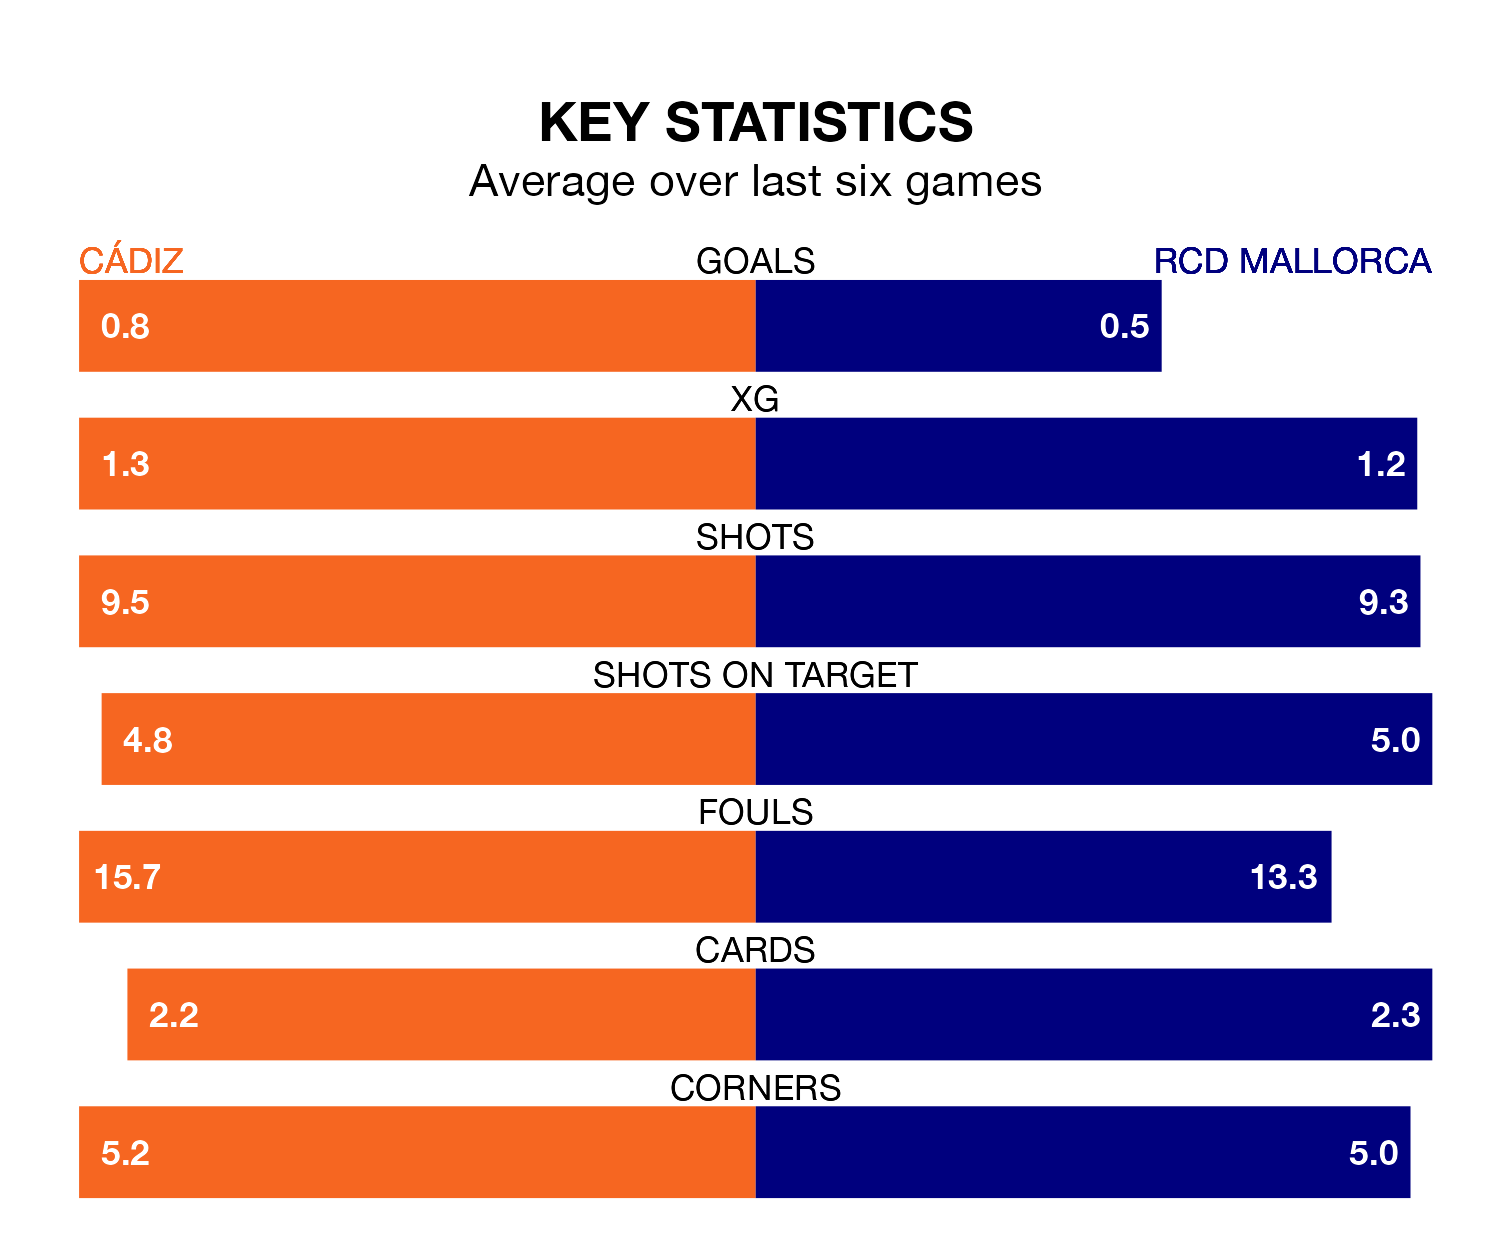 KEY STATISTICS
Average over last six games
CÁDIZ GOALS RCD MALLORCA
0.8 0.5
XG
1.3 1.2
SHOTS
9.5 9.3
SHOTS ON TARGET
4.8 5.0
FOULS
15.7 13.3
CARDS
2.2 2.3
CORNERS
5.2 5.0